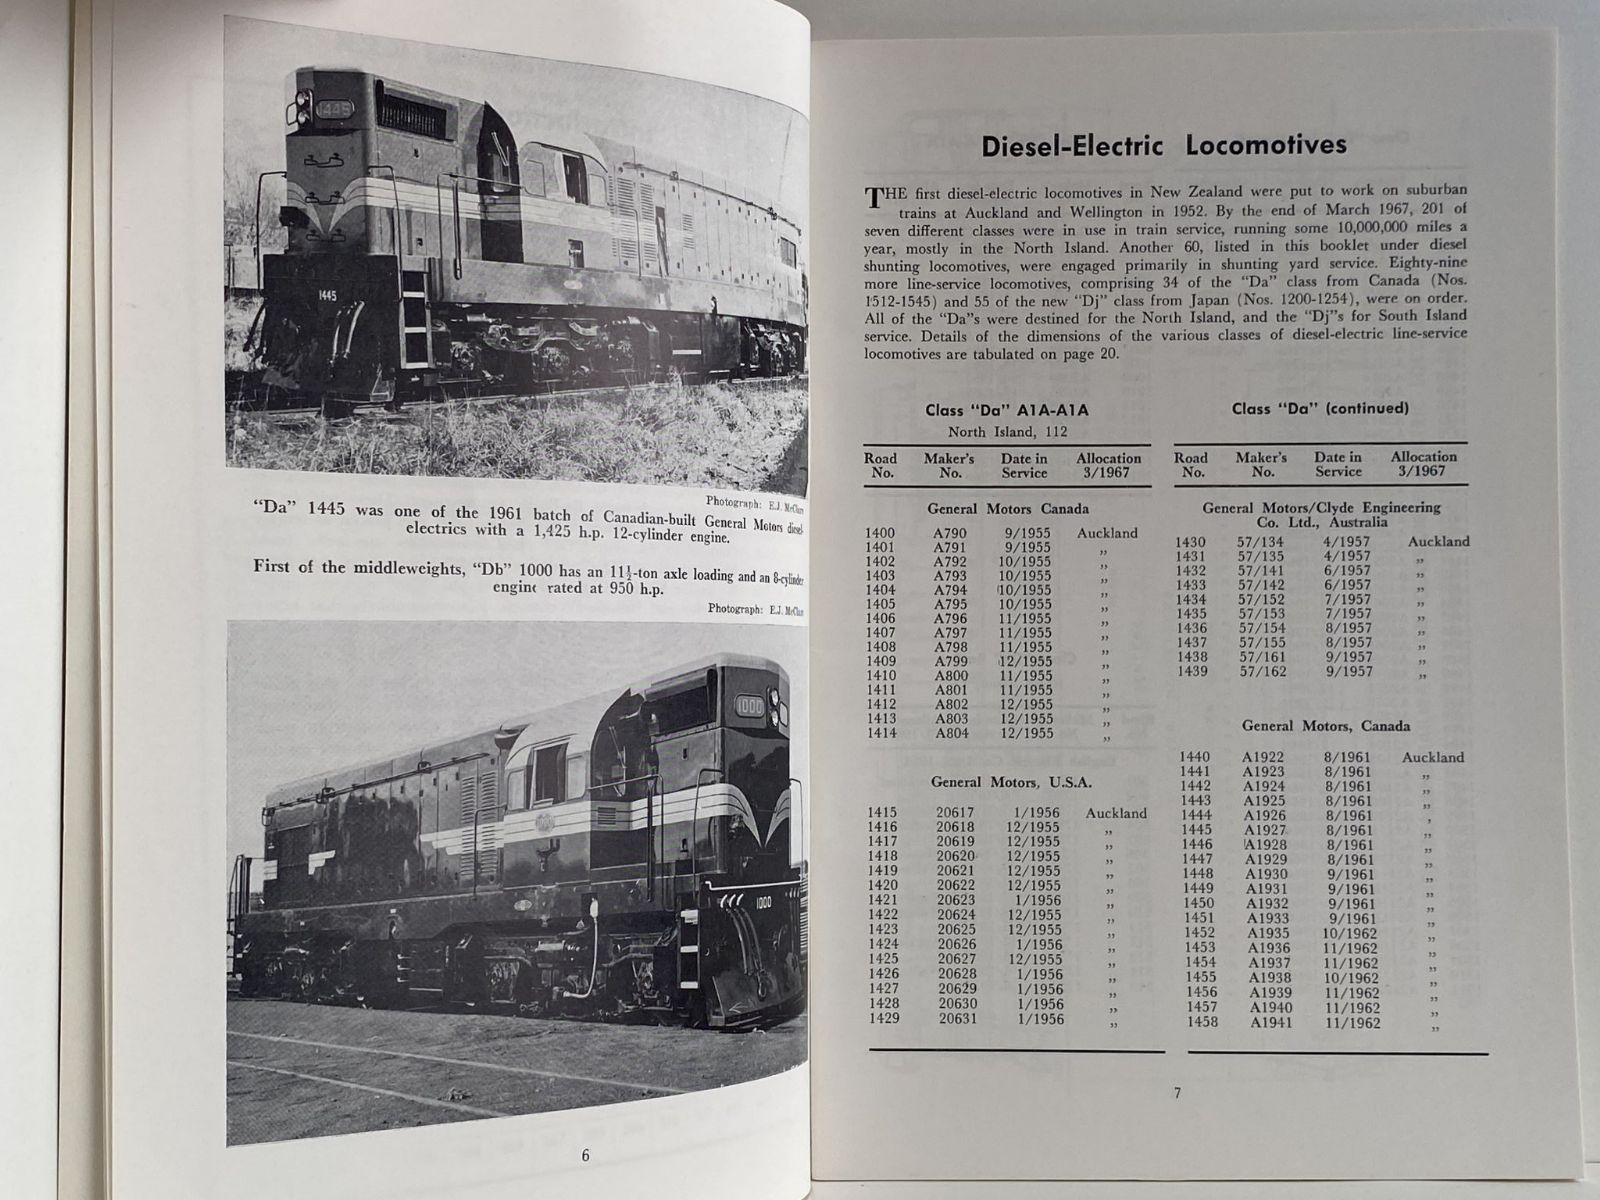 1445
1445
Photograph: E.J.
"Da" 1445 was one of the 1961 batch of Canadian-built General Motors diesel-
electrics with a 1,425 h.p. 12-cylinder engine.
First of the middleweights, "Db" 1000 has an 11½-ton axle loading and an 8-cylinder
engine rated at 950 h.p.
Photograph: E.J.
1000
1000
6
Diesel-Electric Locomotives
THE first diesel-electric locomotives in New Zealand were put to work on suburban
trains at Auckland and Wellington in 1952. By the end of March 1967, 201 of
seven different classes were in use in train service, running some 10,000,000 miles a
year, mostly in the North Island. Another 60, listed in this booklet under diesel
shunting locomotives, were engaged primarily in shunting yard service. Eighty-nine
more line-service locomotives, comprising 34 of the "Da" class from Canada (Nos.
1512-1545) and 55 of the new "Dj" class from Japan (Nos. 1200-1254), were on order.
All of the "Da"s were destined for the North Island, and the "Dj"s for South Island
service. Details of the dimensions of the various classes of diesel-electric line-service
locomotives are tabulated on page 20.
Class "Da" A1A-A1A
North Island, 112
Road Maker's Date in Allocation
No. No. Service 3/1967
General Motors Canada
1400 A790 9/1955 Auckland
1401 A791 9/1955 ,,
1402 A792 10/1955 ,,
1403 A793 10/1955 ,,
1404 A794 10/1955 ,,
1405 A795 10/1955 ,,
1406 A796 11/1955 ,,
1407 A797 11/1955 ,,
1408 A798 11/1955 ,,
1409 A799 12/1955 ,,
1410 A800 11/1955 ,,
1411 A801 11/1955 ,,
1412 A802 12/1955 ,,
1413 A803 12/1955 ,,
1414 A804 12/1955 ,,
General Motors, U.S.A.
1415 20617 1/1956 Auckland
1416 20618 12/1955 ,,
1417 20619 12/1955 ,,
1418 20620 12/1955 ,,
1419 20621 12/1955 ,,
1420 20622 12/1955 ,,
1421 20623 1/1956 ,,
1422 20624 12/1955 ,,
1423 20625 12/1955 ,,
1424 20626 1/1956 ,,
1425 20627 12/1955 ,,
1426 20628 1/1956 ,,
1427 20629 1/1956 ,,
1428 20630 1/1956 ,,
1429 20631 1/1956 ,,
Class "Da" (continued)
Road Maker's Date in Allocation
No. No. Service 3/1967
General Motors/Clyde Engineering
Co. Ltd., Australia
1430 57/134 4/1957 Auckland
1431 57/135 4/1957 ,,
1432 57/141 6/1957 ,,
1433 57/142 6/1957 ,,
1434 57/152 7/1957 ,,
1435 57/153 7/1957 ,,
1436 57/154 8/1957 ,,
1437 57/155 8/1957 ,,
1438 57/161 9/1957 ,,
1439 57/162 9/1957 ,,
General Motors, Canada
1440 A1922 8/1961 Auckland
1441 A1923 8/1961 ,,
1442 A1924 8/1961 ,,
1443 A1925 8/1961 ,,
1444 A1926 8/1961 ,
1445 A1927 8/1961 ,,
1446 A1928 8/1961 ,,
1447 A1929 8/1961 ,,
1448 A1930 9/1961 ,,
1449 A1931 9/1961 ,,
1450 A1932 9/1961 ,,
1451 A1933 9/1961 ,,
1452 A1935 10/1962 ,,
1453 A1936 11/1962 ,,
1454 A1937 11/1962 ,,
1455 A1938 10/1962 ,,
1456 A1939 11/1962 ,,
1457 A1940 11/1962 ,,
1458 A1941 11/1962 ,,
7